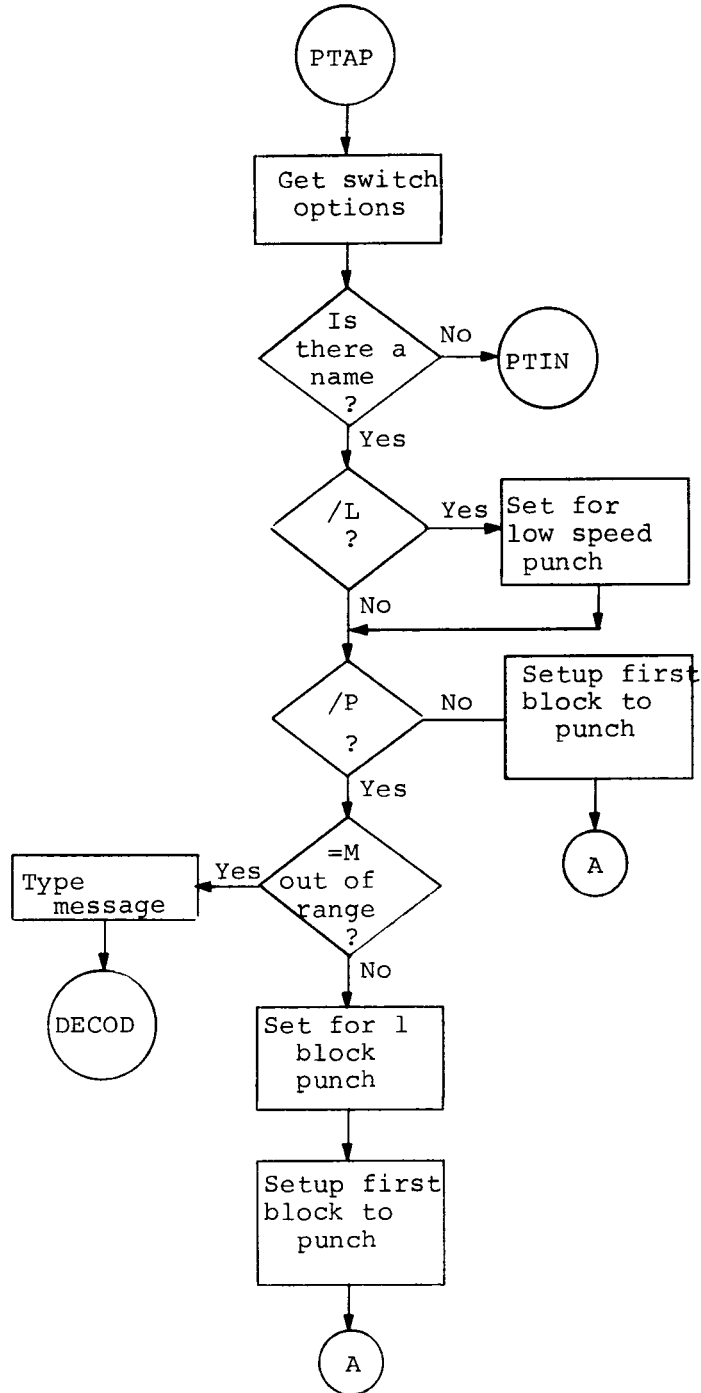 PTAP
Get switch
options
Is
there a
name
?
No
PTIN
Yes
/L
?
Yes
Set for
low speed
punch
No
/P
?
No
Setup first
block to
punch
Yes
A
=M
out of
range
?
Yes
Type
message
No
DECOD
Set for 1
block
punch
Setup first
block to
punch
A